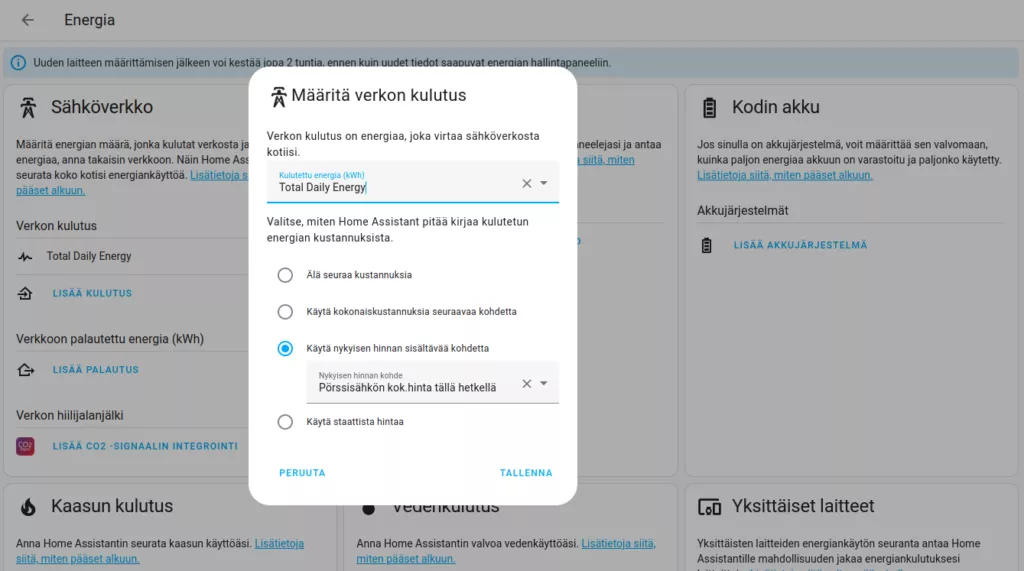 Energia
Uuden laitteen määrittämisen jälkeen voi kestää jopa 2 tuntia, ennen kuin uudet tiedot saapuvat energian hallintapaneeliin.
Sähköverkko
Määritä energian määrä, jonka kulutat verkosta ja
energiaa, anna takaisin verkkoon. Näin Home
seurata koko kotisi energiankäyttöä. Lisätietoja
pääset alkuun.
Verkon kulutus
Total Daily Energy
LISÄÄ KULUTUS
Verkkoon palautettu energia (kWh)
LISÄÄ PALAUTUS
Verkon hiilijalanjälki
CO2
LISÄÄ CO2 -SIGNAALIN INTEGROINTI
Määritä verkon kulutus
Verkon kulutus on energiaa, joka virtaa sähköverkosta
kotiisi.
Kulutettu energia (kWh)
Total Daily Energy
Valitse, miten Home Assistant pitää kirjaa kulutetun
energian kustannuksista.
Älä seuraa kustannuksia
Käytä kokonaiskustannuksia seuraavaa kohdetta
Käytä nykyisen hinnan sisältävää kohdetta
Nykyisen hinnan kohde
Pörssisähkön kok.hinta tällä hetkellä
Käytä staattista hintaa
PERUUTA
TALLENNA
ja antaa
siitä, miten
Kodin akku
Jos sinulla on akkujärjestelmä, voit määrittää sen valvomaan,
kuinka paljon energiaa akkuun on varastoitu ja paljonko käytetty.
Lisätietoja siitä, miten pääset alkuun.
Akkujärjestelmät
LISÄÄ AKKUJÄRJESTELMÄ
Kaasun kulutus
Anna Home Assistantin seurata kaasun käyttöäsi. Lisätietoja
siitä, miten pääset alkuun.
Vedenkulutus
Anna Home Assistantin valvoa vedenkäyttöäsi. Lisätietoja siitä,
miten pääset alkuun.
Yksittäiset laitteet
Yksittäisten laitteiden energiankäytön seuranta antaa Home
Assistantille mahdollisuuden jakaa energiankulutuksesi